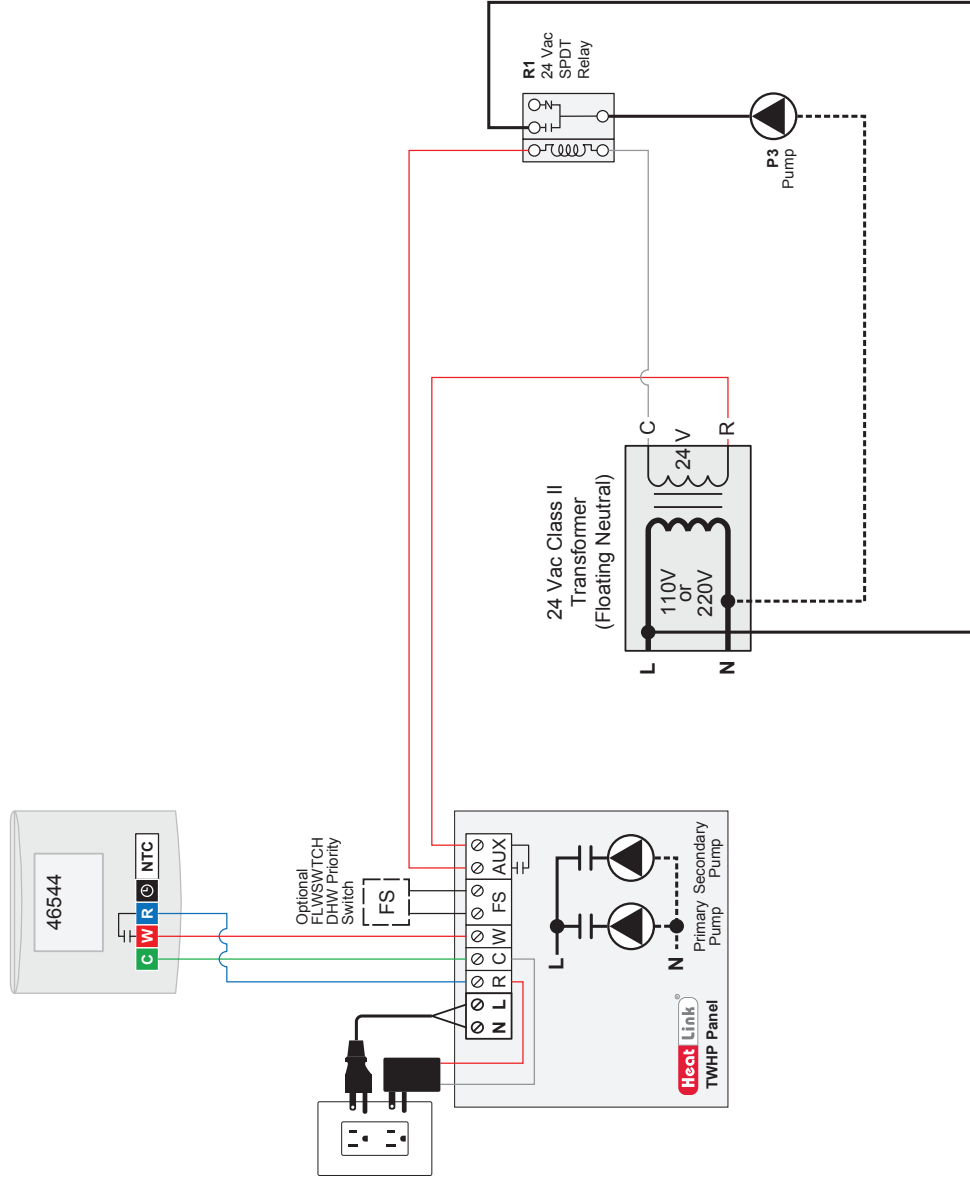 46544
C W R NTC
Optional
FLWSWTCH
DHW Priority
Switch
FS
N L R C W FS AUX
L
N
Primary Pump
Secondary Pump
Heat Link®
TWHP Panel
24 Vac Class II
Transformer
(Floating Neutral)
110V
or
220V
24 V
L
N
C
R
R1
24 Vac
SPDT
Relay
P3
Pump